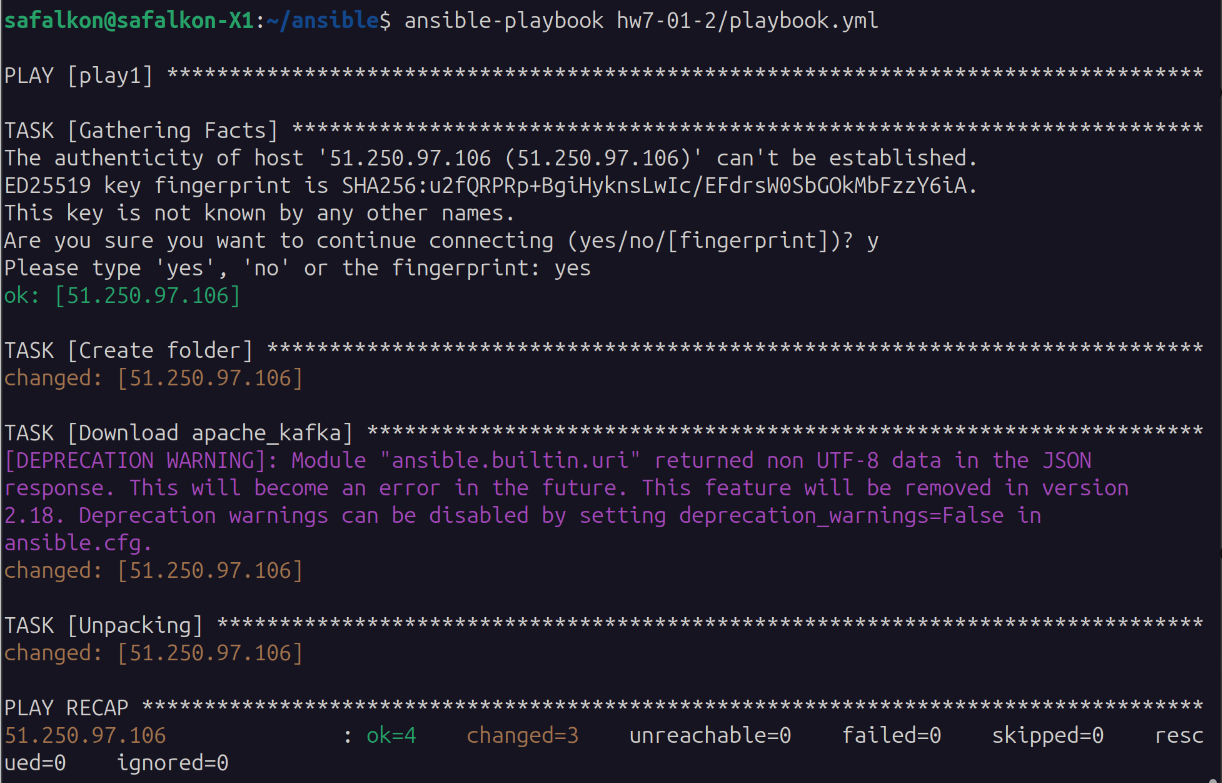 safalkon@safalkon-X1:~/ansible$ ansible-playbook hw7-01-2/playbook.yml
PLAY [play1] ***********************************************************************************
TASK [Gathering Facts] *************************************************************************
The authenticity of host '51.250.97.106 (51.250.97.106)' can't be established.
ED25519 key fingerprint is SHA256:u2fQRPRp+BgiHyknsLwIc/EFdrsW0SbGOkMbFzzY6iA.
This key is not known by any other names.
Are you sure you want to continue connecting (yes/no/[fingerprint])? y
Please type 'yes', 'no' or the fingerprint: yes
ok: [51.250.97.106]
TASK [Create folder] ***************************************************************************
changed: [51.250.97.106]
TASK [Download apache_kafka] *******************************************************************
[DEPRECATION WARNING]: Module "ansible.builtin.uri" returned non UTF-8 data in the JSON
response. This will become an error in the future. This feature will be removed in version
2.18. Deprecation warnings can be disabled by setting deprecation_warnings=False in
ansible.cfg.
changed: [51.250.97.106]
TASK [Unpacking] *******************************************************************************
changed: [51.250.97.106]
PLAY RECAP *************************************************************************************
51.250.97.106              : ok=4    changed=3    unreachable=0    failed=0    skipped=0    resc
ued=0    ignored=0